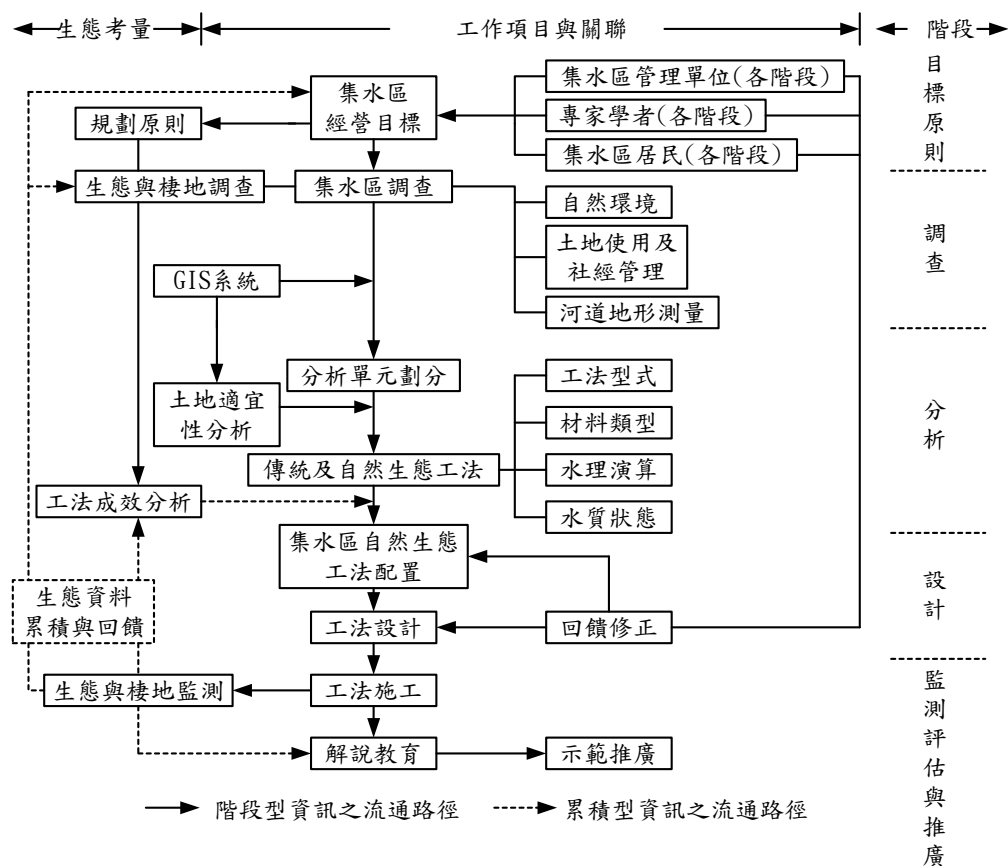 生態考量
工作項目與關聯
階段
集水區
經營目標
規劃原則
集水區管理單位(各階段)
專家學者(各階段)
集水區居民(各階段)
目標原則
生態與棲地調查
集水區調查
自然環境
土地使用及
社經管理
河道地形測量
調查
GIS系統
分析單元劃分
土地適宜
性分析
傳統及自然生態工法
工法型式
材料類型
水理演算
水質狀態
分析
工法成效分析
集水區自然生態
工法配置
生態資料
累積與回饋
工法設計
回饋修正
設計
生態與棲地監測
工法施工
解說教育
示範推廣
監測評估與推廣
階段型資訊之流通路徑
累積型資訊之流通路徑